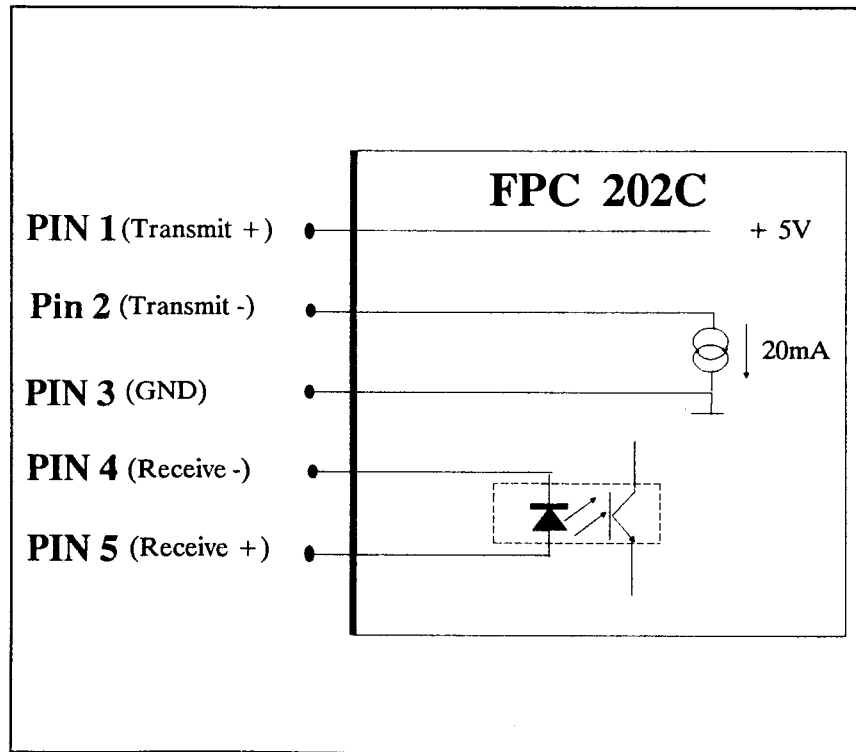 FPC 202C
PIN 1 (Transmit +)
+ 5V
Pin 2 (Transmit -)
20mA
PIN 3 (GND)
PIN 4 (Receive -)
PIN 5 (Receive +)